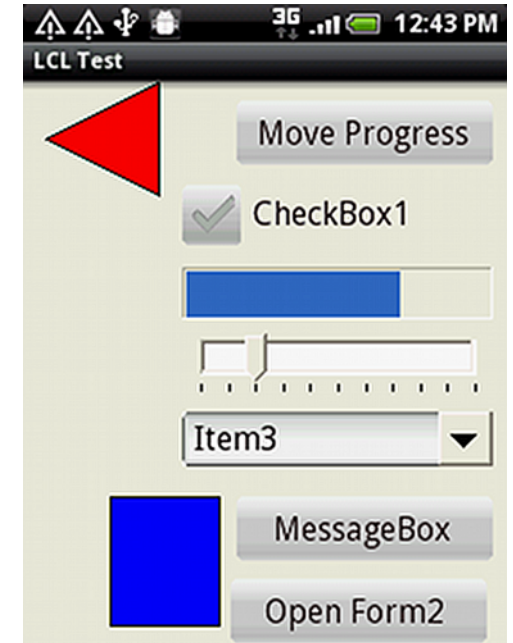 3G 12:43 PM
LCL Test
Move Progress
CheckBox1
Item3
MessageBox
Open Form2